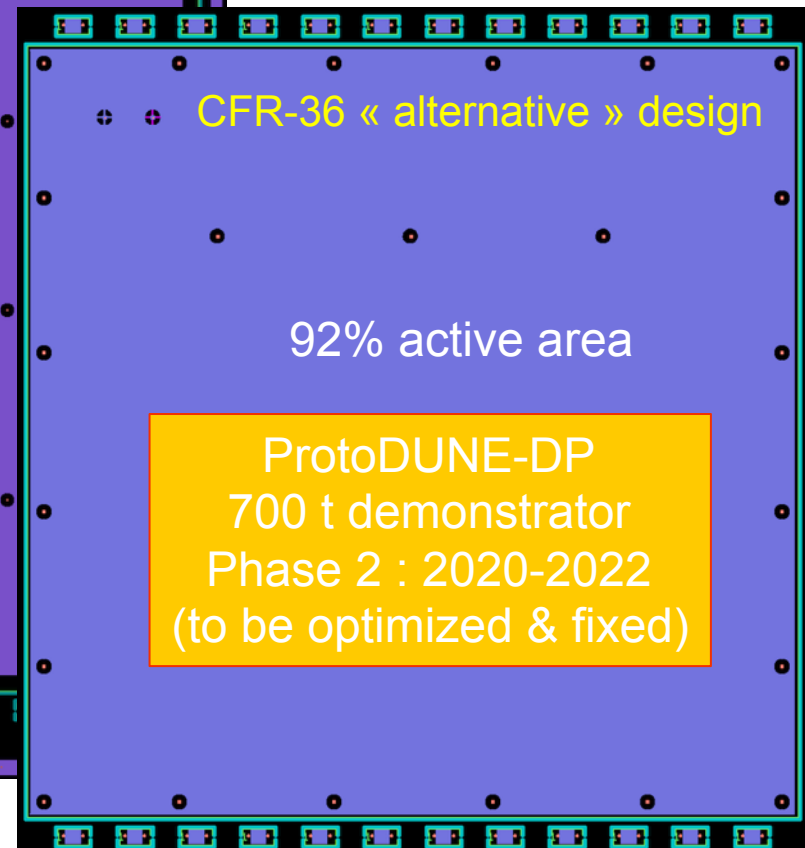 CFR-36 « alternative » design
92% active area
ProtoDUNE-DP
700 t demonstrator
Phase 2 : 2020-2022
(to be optimized & fixed)